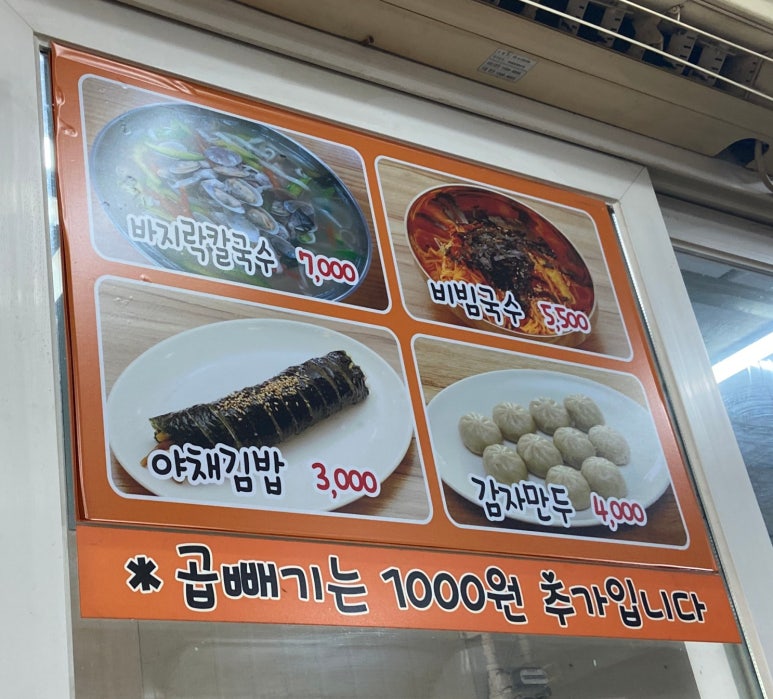 바지락칼국수 7,000
비빔국수 5,500
야채김밥 3,000
감자만두 4,000
* 곱빼기는 1000원 추가입니다